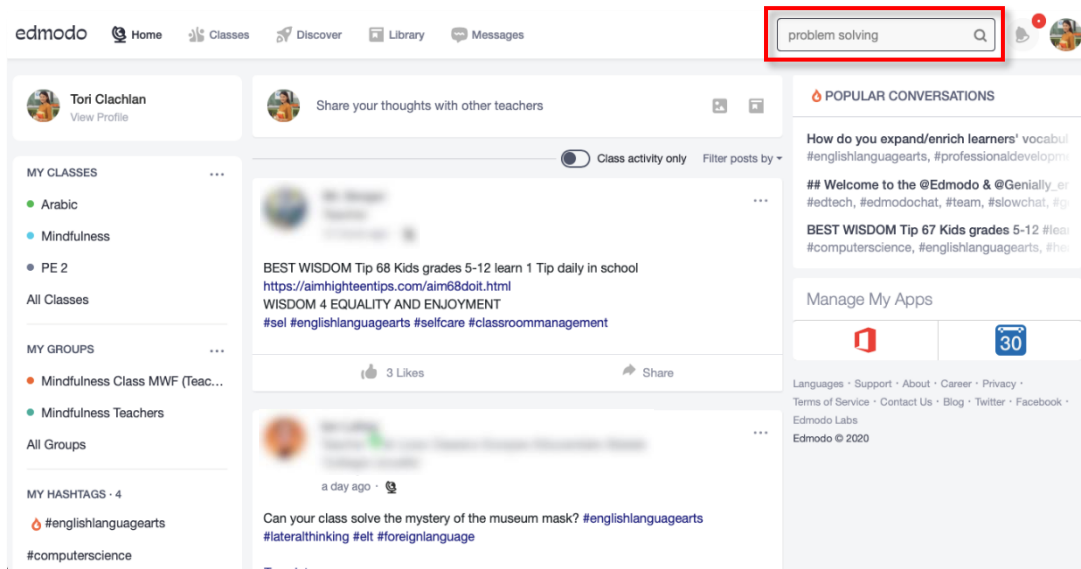 edmodo
Home
Classes
Discover
Library
Messages
problem solving
Tori Clachlan
View Profile
MY CLASSES
Arabic
Mindfulness
PE 2
All Classes
MY GROUPS
Mindfulness Class MWF (Teac...
Mindfulness Teachers
All Groups
MY HASHTAGS · 4
#englishlanguagearts
#computerscience
Share your thoughts with other teachers
Class activity only
Filter posts by
BEST WISDOM Tip 68 Kids grades 5-12 learn 1 Tip daily in school
https://aimhighteentips.com/aim68doit.html
WISDOM 4 EQUALITY AND ENJOYMENT
#sel #englishlanguagearts #selfcare #classroommanagement
3 Likes
Share
a day ago ·
Can your class solve the mystery of the museum mask? #englishlanguagearts
#lateralthinking #elt #foreignlanguage
POPULAR CONVERSATIONS
How do you expand/enrich learners' vocabul
#englishlanguagearts, #professionaldevelopm
## Welcome to the @Edmodo & @Genially_en
#edtech, #edmodochat, #team, #slowchat, #g
BEST WISDOM Tip 67 Kids grades 5-12 #lea
#computerscience, #englishlanguagearts, #he
Manage My Apps
30
Languages · Support · About · Career · Privacy ·
Terms of Service · Contact Us · Blog · Twitter · Facebook ·
Edmodo Labs
Edmodo © 2020